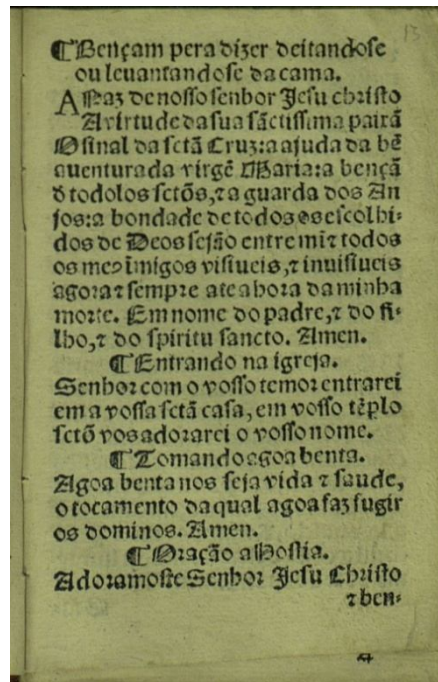 13
¶Bençam pera dizer deitandose
ou leuantandose da cama.
A Paz de nosso senhor Jesu christo
A virtude da sua sãctissima paixã
O sinal da sctã Cruz: a ajuda da bẽ
auenturada virgẽ Maria: a bençã
d̃ todolos sctõs, ⁊ a guarda dos An
jos: a bondade de todos os escolhi-
dos de Deos sejão entre mi ⁊ todos
os meꝰ imigos visiueis, ⁊ inuisiueis
agora ⁊ sempre ate a hora da minha
morte. Em nome do padre, ⁊ do fi-
lho, ⁊ do spiritu sancto. Amen.
¶Entrando na igreja.
Senhor com o vosso temor entrarei
em a vossa sctã casa, em vosso tẽplo
sctõ vos adorarei o vosso nome.
¶Tomando agoa benta.
Agoa benta nos seja vida ⁊ saude,
o tocamento da qual agoa faz fugir
os dominos. Amen.
¶Oração a Hostia.
Adoramoste Senhor Jesu Christo
⁊ ben-